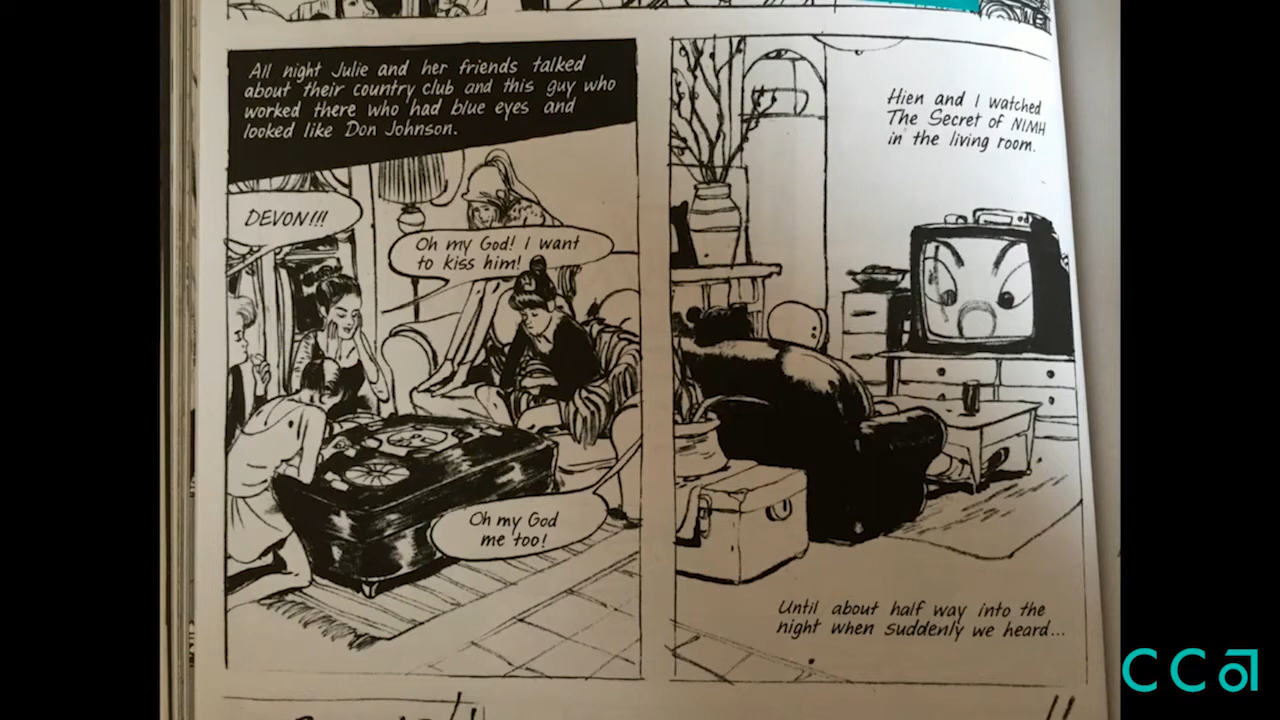 All night Julie and her friends talked
about their country club and this guy who
worked there who had blue eyes and
looked like Don Johnson.
DEVON!!!
Oh my God! I want
to kiss him!
Oh my God
me too!
Hien and I watched
The Secret of NIMH
in the living room.
Until about half way into the
night when suddenly we heard...
CCA